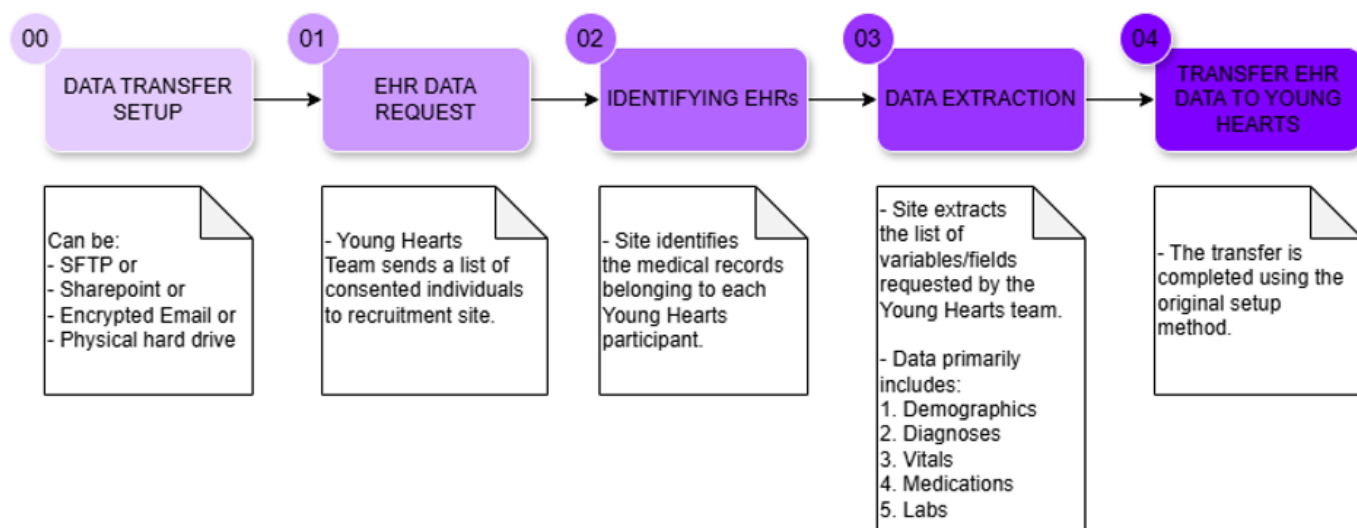 00
DATA TRANSFER
SETUP
01
EHR DATA
REQUEST
02
IDENTIFYING EHRs
03
DATA EXTRACTION
04
TRANSFER EHR
DATA TO YOUNG
HEARTS
Can be:
- SFTP or
- Sharepoint or
- Encrypted Email or
- Physical hard drive
- Young Hearts
Team sends a list of
consented individuals
to recruitment site.
- Site identifies
the medical records
belonging to each
Young Hearts
participant.
- Site extracts
the list of
variables/fields
requested by the
Young Hearts team.
- Data primarily
includes:
1. Demographics
2. Diagnoses
3. Vitals
4. Medications
5. Labs
- The transfer is
completed using the
original setup
method.